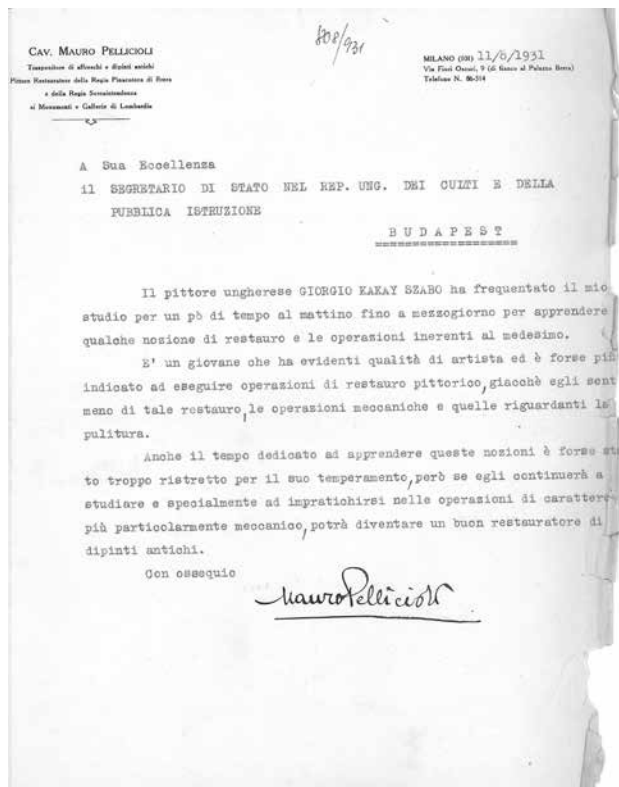 CAV. MAURO PELLICIOLI
Traspositore di affreschi e dipinti antichi
Pittore Restauratore della Regia Pinacoteca di Brera
e della Regia Sovraintendenza
ai Monumenti e Gallerie di Lombardia
808/931
MILANO (101) 11/6/1931
Via Fiori Oscuri, 9 (di fianco al Palazzo Brera)
Telefono N. 86-314
A Sua Eccellenza
il SEGRETARIO DI STATO NEL REP. UNG. DEI CULTI E DELLA
PUBBLICA ISTRUZIONE
BUDAPEST
Il pittore ungherese GIORGIO KAKAY SZABO ha frequentato il mio
studio per un pò di tempo al mattino fino a mezzogiorno per apprendere
qualche nozione di restauro e le operazioni inerenti al medesimo.
E' un giovane che ha evidenti qualità di artista ed è forse più
indicato ad eseguire operazioni di restauro pittorico, giacchè egli sent
meno di tale restauro, le operazioni meccaniche e quelle riguardanti la
pulitura.
Anche il tempo dedicato ad apprendere queste nozioni è forse sta
to troppo ristretto per il suo temperamento, però se egli continuerà a
studiare e specialmente ad impratichirsi nelle operazioni di carattere
più particolarmente meccanico, potrà diventare un buon restauratore di
dipinti antichi.
Con ossequio
Mauro Pellicioli